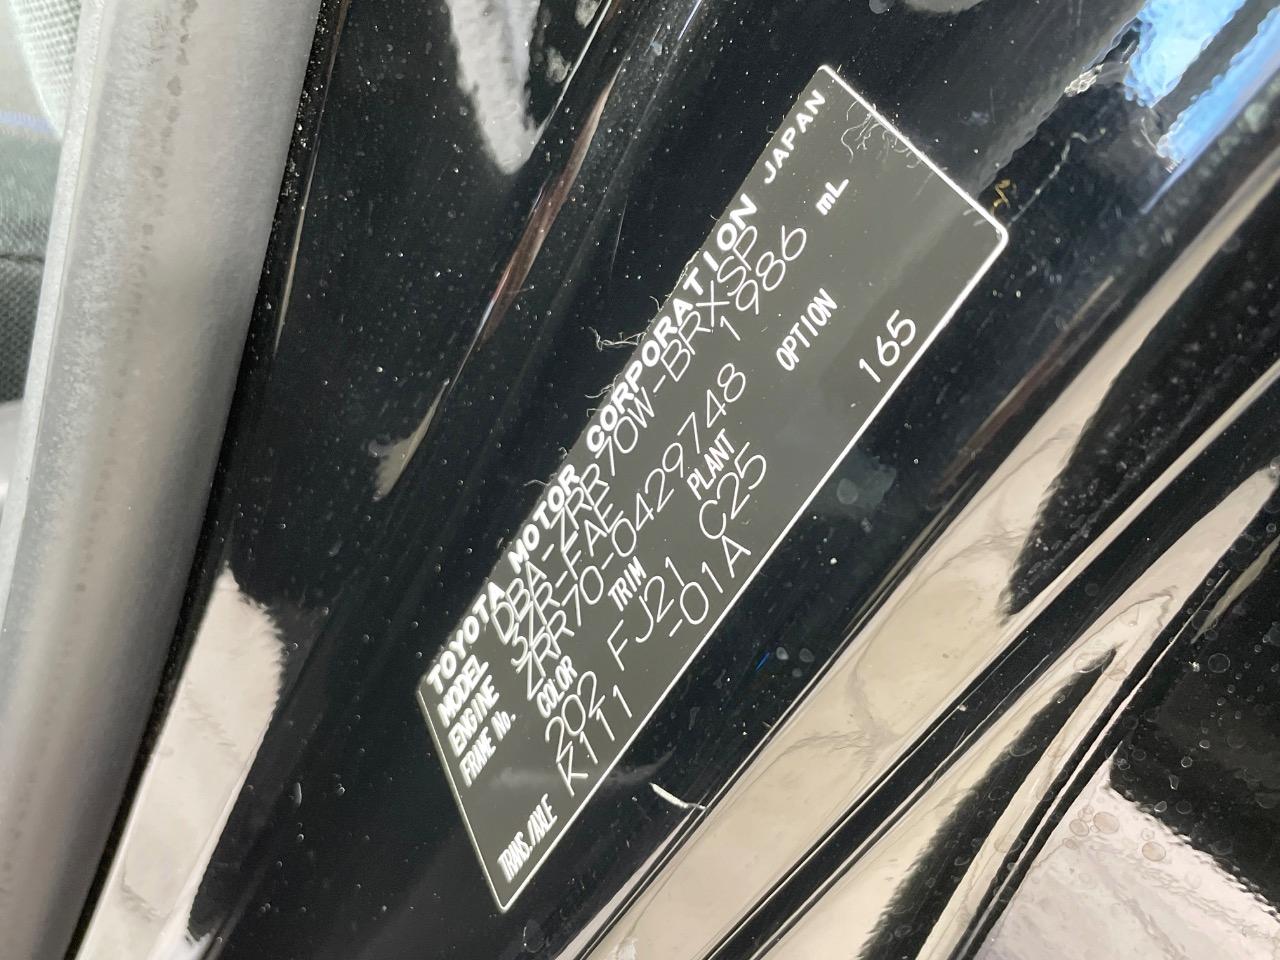 TOYOTA MOTOR CORPORATION JAPAN
MODEL DBA-ZRR70W-BRXSP
ENGINE 3ZR-FAE 1986 mL
FRAME No. ZRR70-0429748
COLOR TRIM PLANT OPTION
202 FJ21 C25 165
TRANS./AXLE K111 -01A